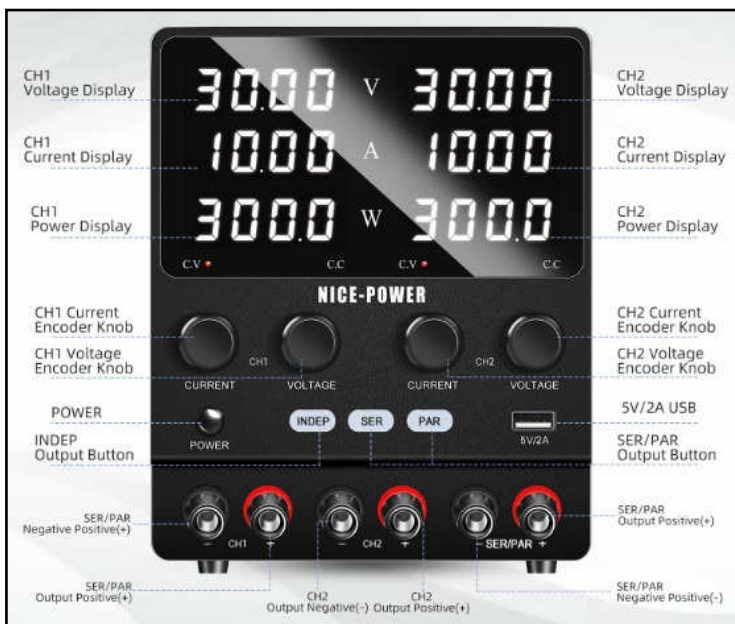 CH1
Voltage Display
30.00 V 30.00
CH2
Voltage Display
CH1
Current Display
10.00 A 10.00
CH2
Current Display
CH1
Power Display
300.0 W 300.0
CH2
Power Display
C.V C.C C.V C.C
NICE-POWER
CH1 Current
Encoder Knob
CH2 Current
Encoder Knob
CH1 Voltage
Encoder Knob
CH1 CH2
CH2 Voltage
Encoder Knob
CURRENT VOLTAGE CURRENT VOLTAGE
POWER
INDEP SER PAR
5V/2A USB
POWER 5V/2A
INDEP
Output Button
SER/PAR
Output Button
SER/PAR
Negative Positive(+)
SER/PAR
Output Positive(+)
- CH1 + - CH2 + - SER/PAR +
SER/PAR
Output Positive(+)
CH2
Output Negative(-)
CH2
Output Positive(+)
SER/PAR
Negative Positive(-)